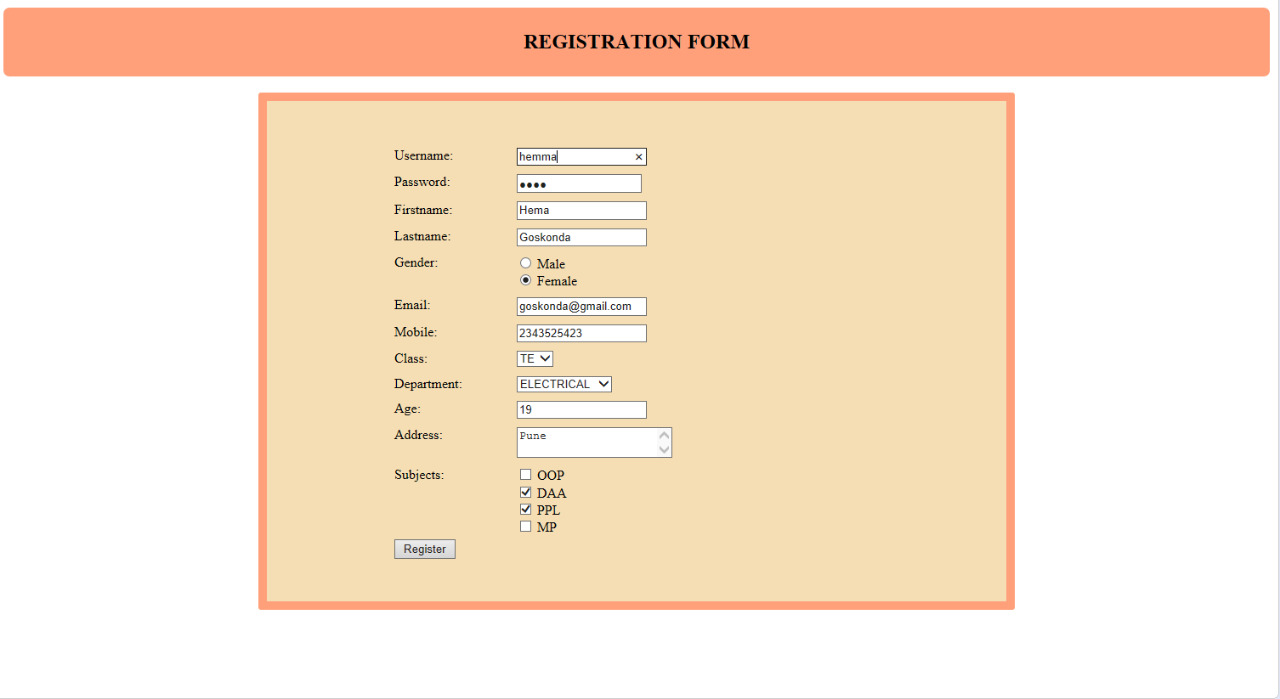 REGISTRATION FORM
Username: hemma ×
Password: ●●●●
Firstname: Hema
Lastname: Goskonda
Gender: Male
Female
Email: goskonda@gmail.com
Mobile: 2343525423
Class: TE
Department: ELECTRICAL
Age: 19
Address: Pune
Subjects: OOP
DAA
PPL
MP
Register